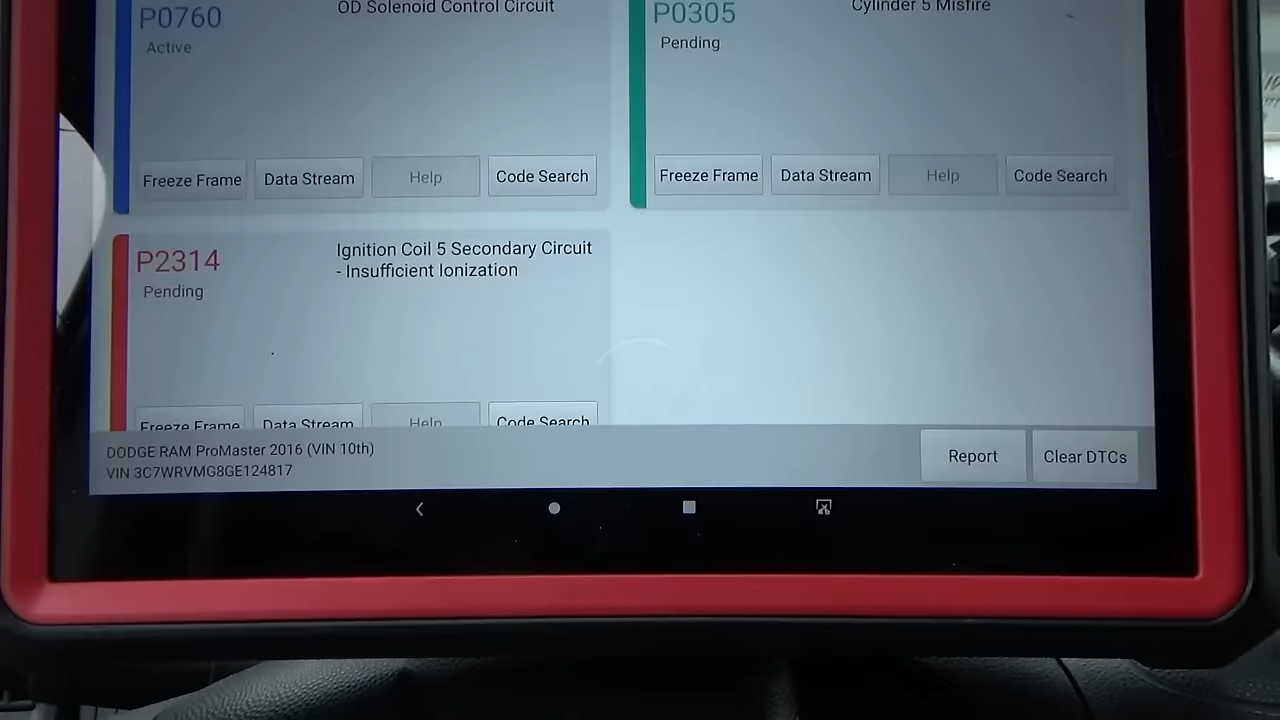 P0760
OD Solenoid Control Circuit
Active
Freeze Frame
Data Stream
Help
Code Search
P0305
Cylinder 5 Misfire
Pending
Freeze Frame
Data Stream
Help
Code Search
P2314
Ignition Coil 5 Secondary Circuit
- Insufficient Ionization
Pending
Freeze Frame
Data Stream
Help
Code Search
DODGE RAM ProMaster 2016 (VIN 10th)
VIN 3C7WRVMG8GE124817
Report
Clear DTCs